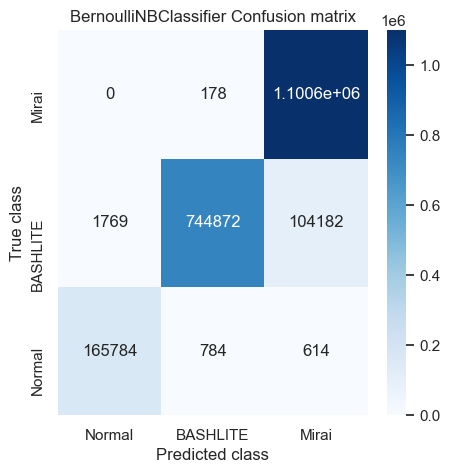 BernoulliNBClassifier Confusion matrix
1e6
Mirai
0 178 1.1006e+06
BASHLITE
1769 744872 104182
Normal
165784 784 614
True class
Normal BASHLITE Mirai
Predicted class
1.0
0.8
0.6
0.4
0.2
0.0